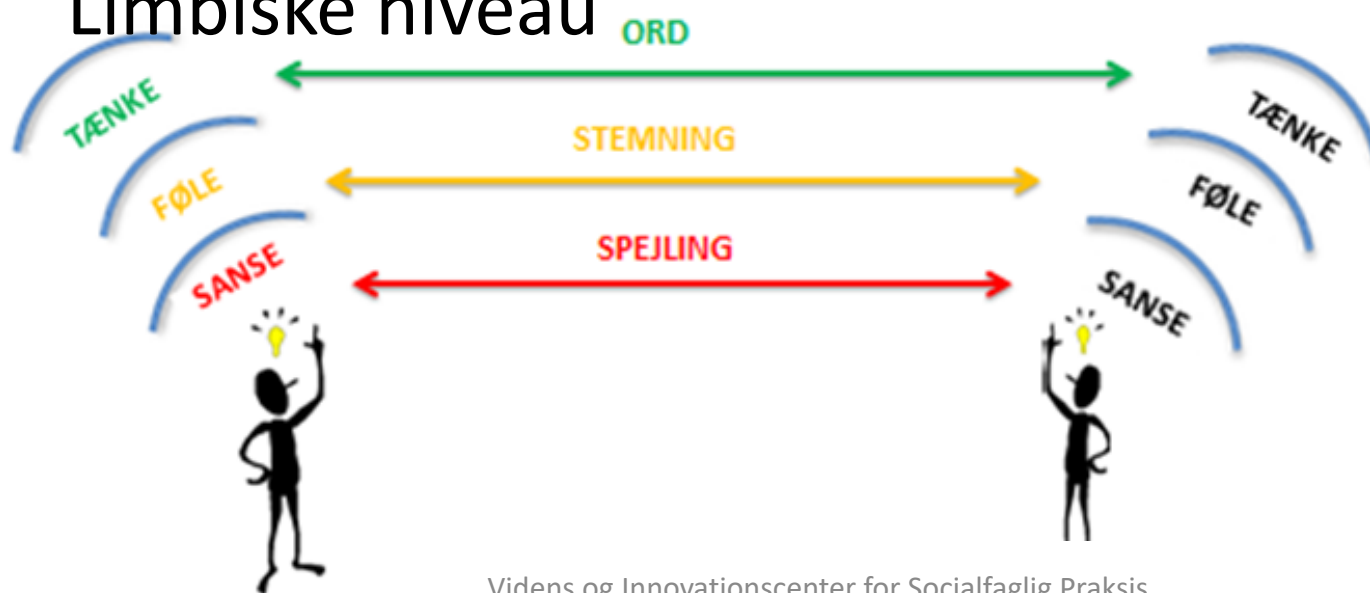 Limbiske niveau
ORD
TÆNKE
TÆNKE
STEMNING
FØLE
FØLE
SPEJLING
SANSE
SANSE
Videns og Innovationscenter for Socialfaglig Praksis